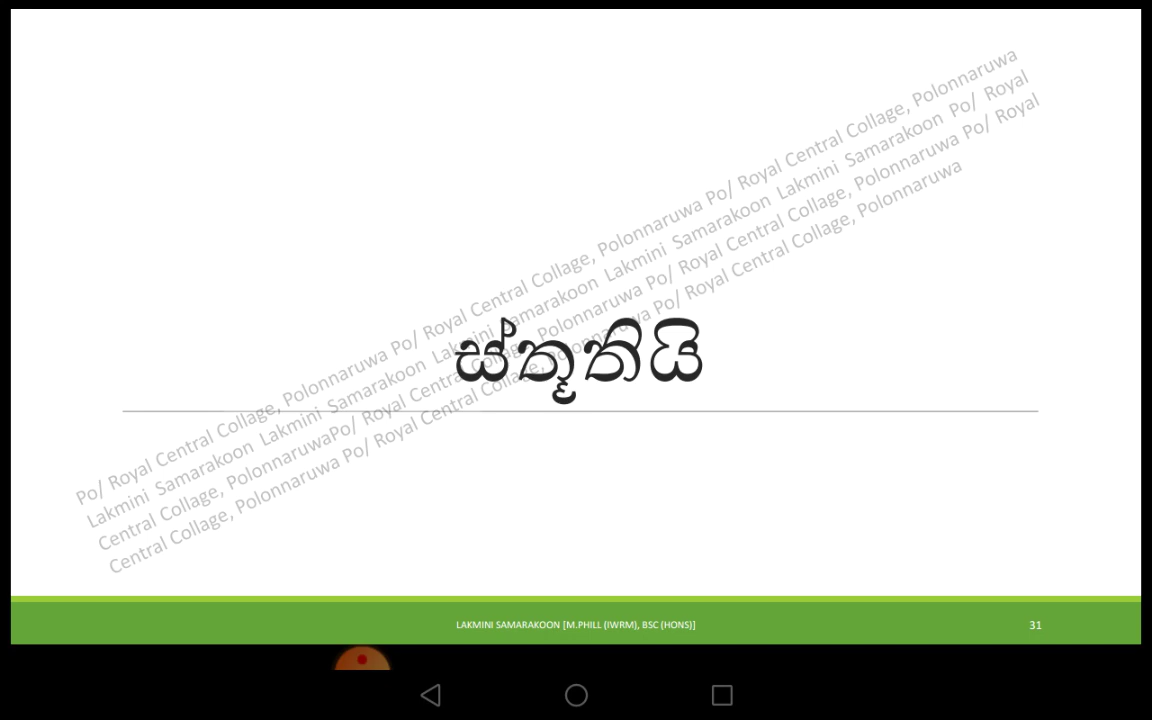 Po/ Royal Central Collage, Polonnaruwa Po/ Royal Central Collage, Polonnaruwa Po/ Royal Central Collage, Polonnaruwa
Lakmini Samarakoon Lakmini Samarakoon Lakmini Samarakoon Lakmini Samarakoon Lakmini Samarakoon Po/ Royal
Central Collage, PolonnaruwaPo/ Royal Central Collage, Polonnaruwa Po/ Royal Central Collage, Polonnaruwa Po/ Royal
Central Collage, Polonnaruwa Po/ Royal Central Collage, Polonnaruwa Po/ Royal Central Collage, Polonnaruwa
ස්තූතියි
LAKMINI SAMARAKOON [M.PHILL (IWRM), BSC (HONS)]
31